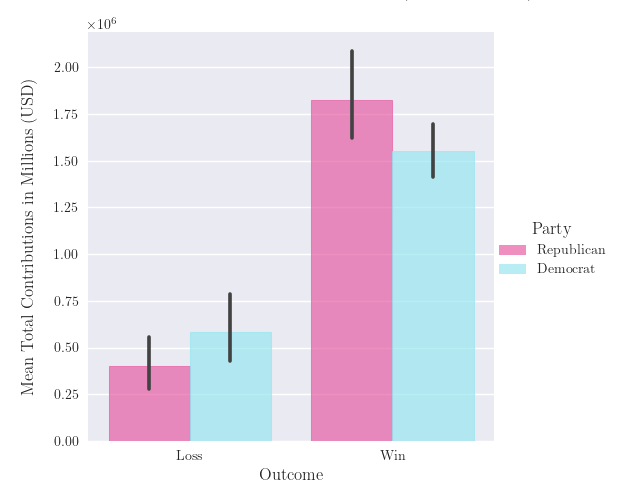 ×10⁶
2.00
1.75
1.50
1.25
1.00
0.75
0.50
0.25
0.00
Mean Total Contributions in Millions (USD)
Loss
Win
Outcome
Party
Republican
Democrat